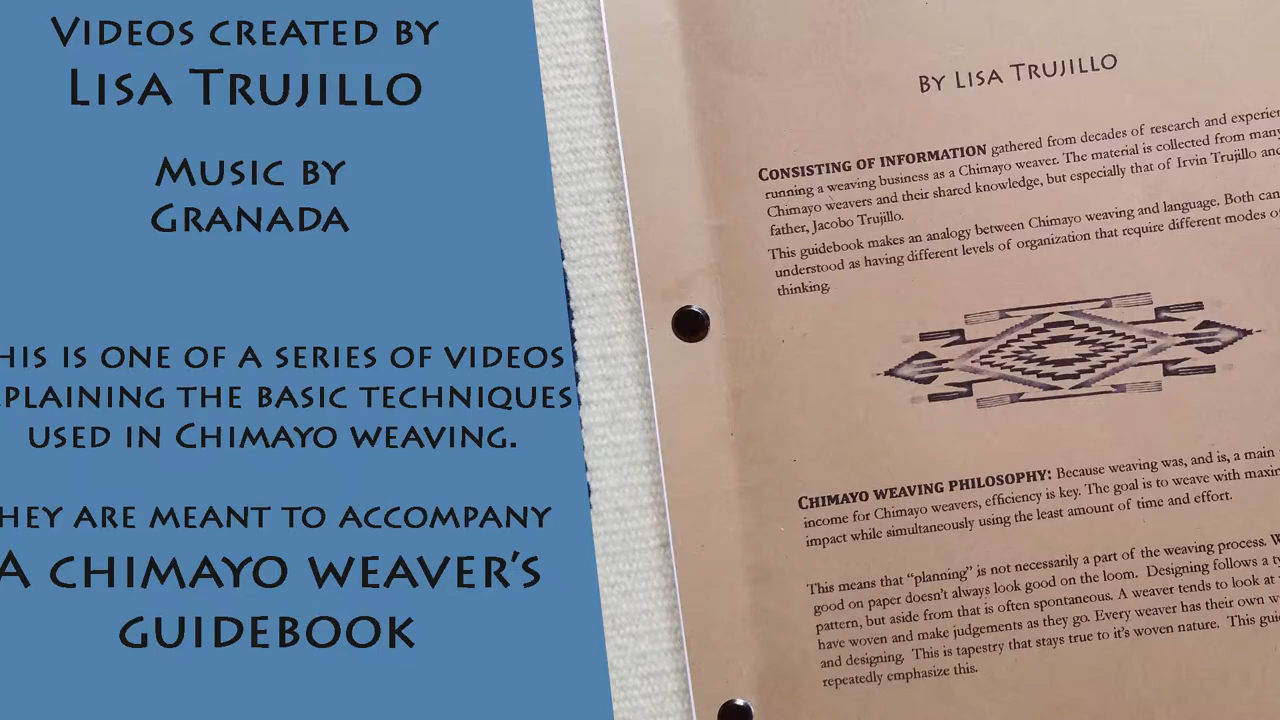 VIDEOS CREATED BY
LISA TRUJILLO
MUSIC BY
GRANADA
HIS IS ONE OF A SERIES OF VIDEOS
PLAINING THE BASIC TECHNIQUES
USED IN CHIMAYO WEAVING.
HEY ARE MEANT TO ACCOMPANY
A CHIMAYO WEAVER'S
GUIDEBOOK
BY LISA TRUJILLO
CONSISTING OF INFORMATION gathered from decades of research and experien
running a weaving business as a Chimayo weaver. The material is collected from many
Chimayo weavers and their shared knowledge, but especially that of Irvin Trujillo and
father, Jacobo Trujillo.
This guidebook makes an analogy between Chimayo weaving and language. Both can
understood as having different levels of organization that require different modes o
thinking.
CHIMAYO WEAVING PHILOSOPHY: Because weaving was, and is, a main
income for Chimayo weavers, efficiency is key. The goal is to weave with maxim
impact while simultaneously using the least amount of time and effort.
This means that "planning" is not necessarily a part of the weaving process. W
good on paper doesn't always look good on the loom. Designing follows a ty
pattern, but aside from that is often spontaneous. A weaver tends to look at
have woven and make judgements as they go. Every weaver has their own w
and designing. This is tapestry that stays true to it's woven nature. This gui
repeatedly emphasize this.